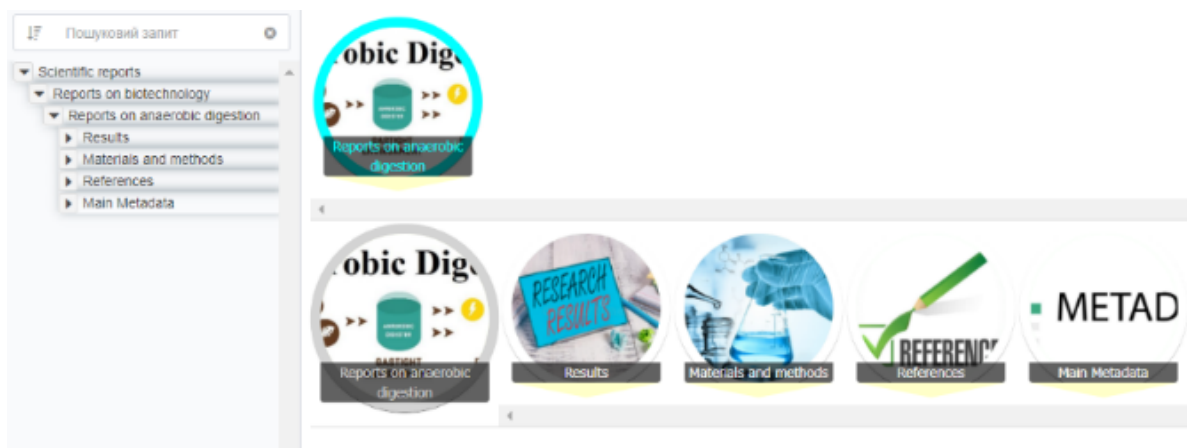 Пошуковий запит
Scientific reports
Reports on biotechnology
Reports on anaerobic digestion
Results
Materials and methods
References
Main Metadata
obic Dig
Reports on anaerobic
digestion
obic Dige
Reports on anaerobic
digestion
RESEARCH
RESULTS
Results
Materials and methods
REFERENC
References
METAD
Main Metadata